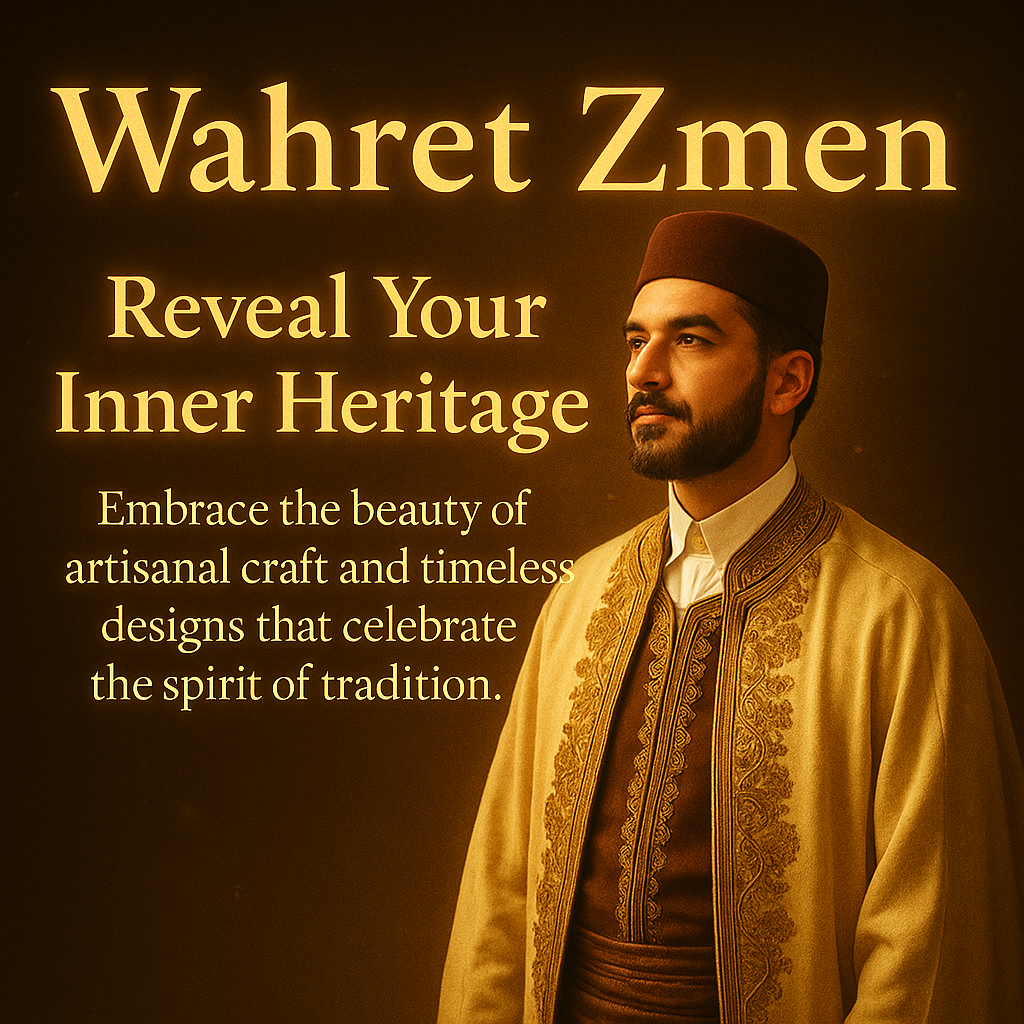 Wahret Zmen
Reveal Your
Inner Heritage
Embrace the beauty of
artisanal craft and timeless
designs that celebrate
the spirit of tradition.